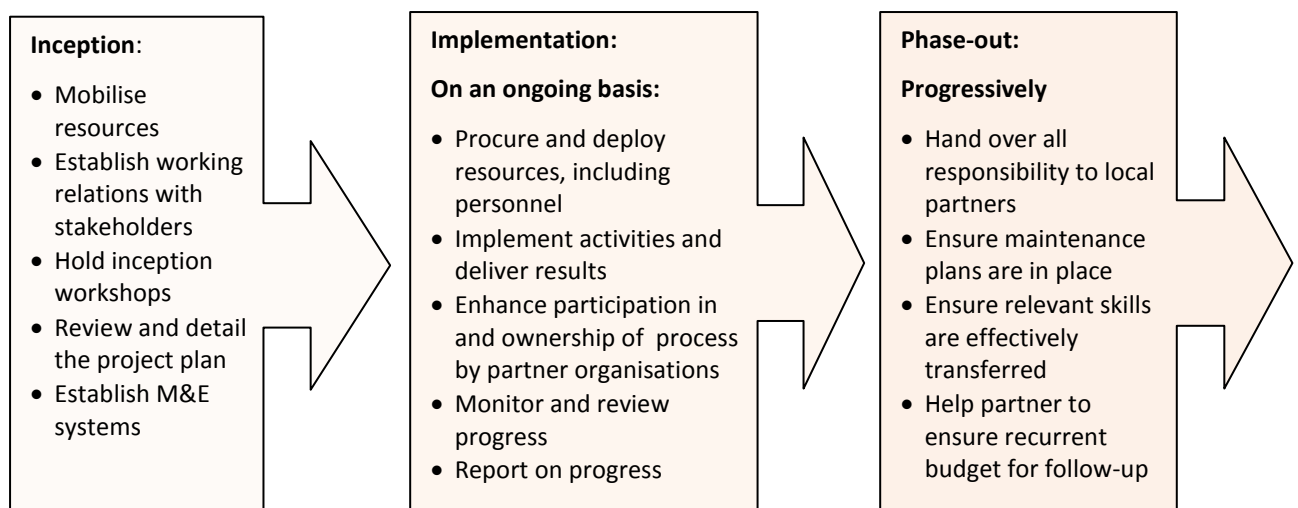 Inception:
• Mobilise
resources
• Establish working
relations with
stakeholders
• Hold inception
workshops
• Review and detail
the project plan
• Establish M&E
systems
Implementation:
On an ongoing basis:
• Procure and deploy
resources, including
personnel
• Implement activities and
deliver results
• Enhance participation in
and ownership of process
by partner organisations
• Monitor and review
progress
• Report on progress
Phase-out:
Progressively
• Hand over all
responsibility to local
partners
• Ensure maintenance
plans are in place
• Ensure relevant skills
are effectively
transferred
• Help partner to
ensure recurrent
budget for follow-up